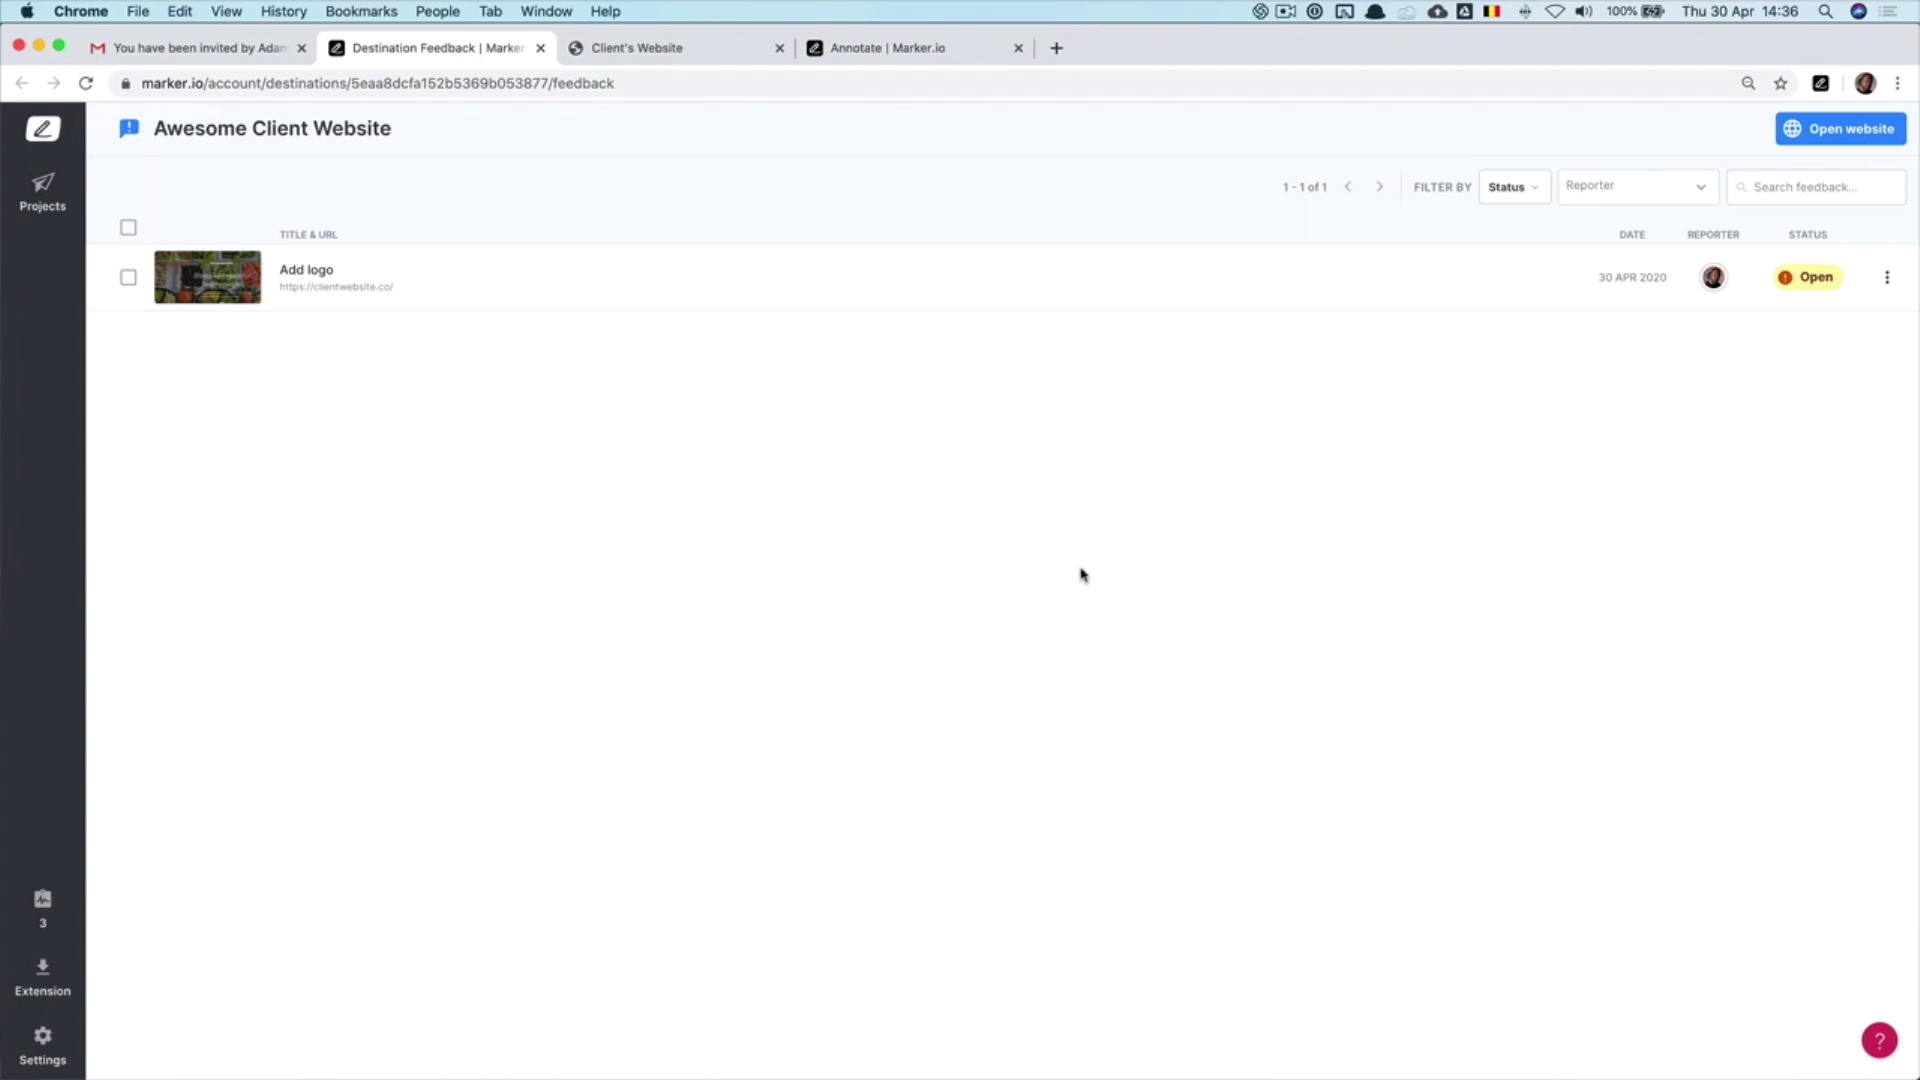 Chrome File Edit View History Bookmarks People Tab Window Help 100% Thu 30 Apr 14:36
You have been invited by Adam
Destination Feedback | Marker
Client's Website
Annotate | Marker.io
marker.io/account/destinations/5eaa8dcfa152b5369b053877/feedback
Awesome Client Website
Open website
Projects
1 - 1 of 1
FILTER BY
Status
Reporter
Search feedback...
TITLE & URL DATE REPORTER STATUS
Add logo
https://clientwebsite.co/
30 APR 2020
Open
3
Extension
Settings
?